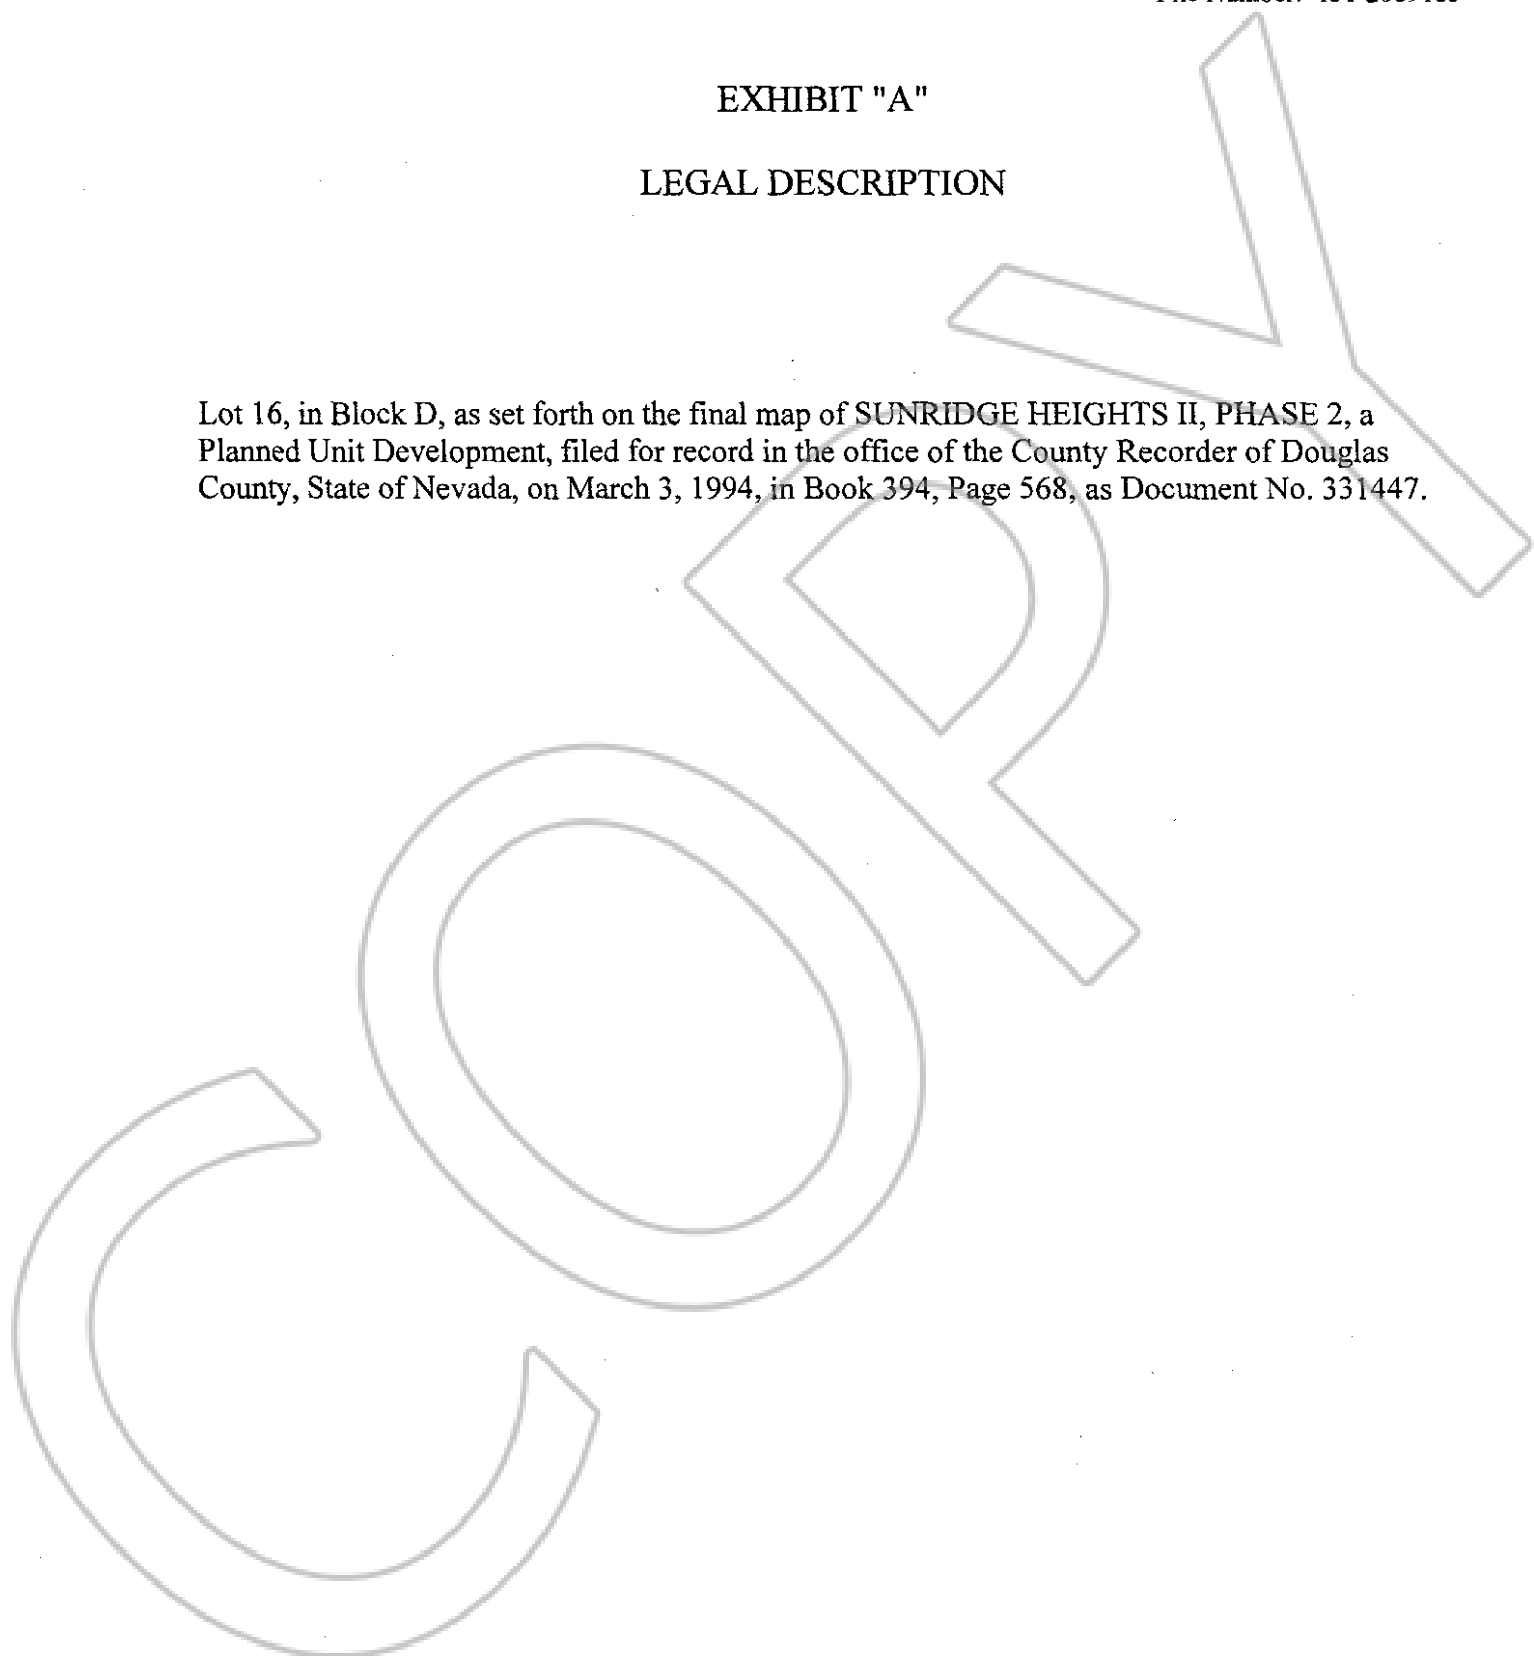 EXHIBIT "A"
LEGAL DESCRIPTION
Lot 16, in Block D, as set forth on the final map of SUNRIDGE HEIGHTS II, PHASE 2, a
Planned Unit Development, filed for record in the office of the County Recorder of Douglas
County, State of Nevada, on March 3, 1994, in Book 394, Page 568, as Document No. 331447.
COPY